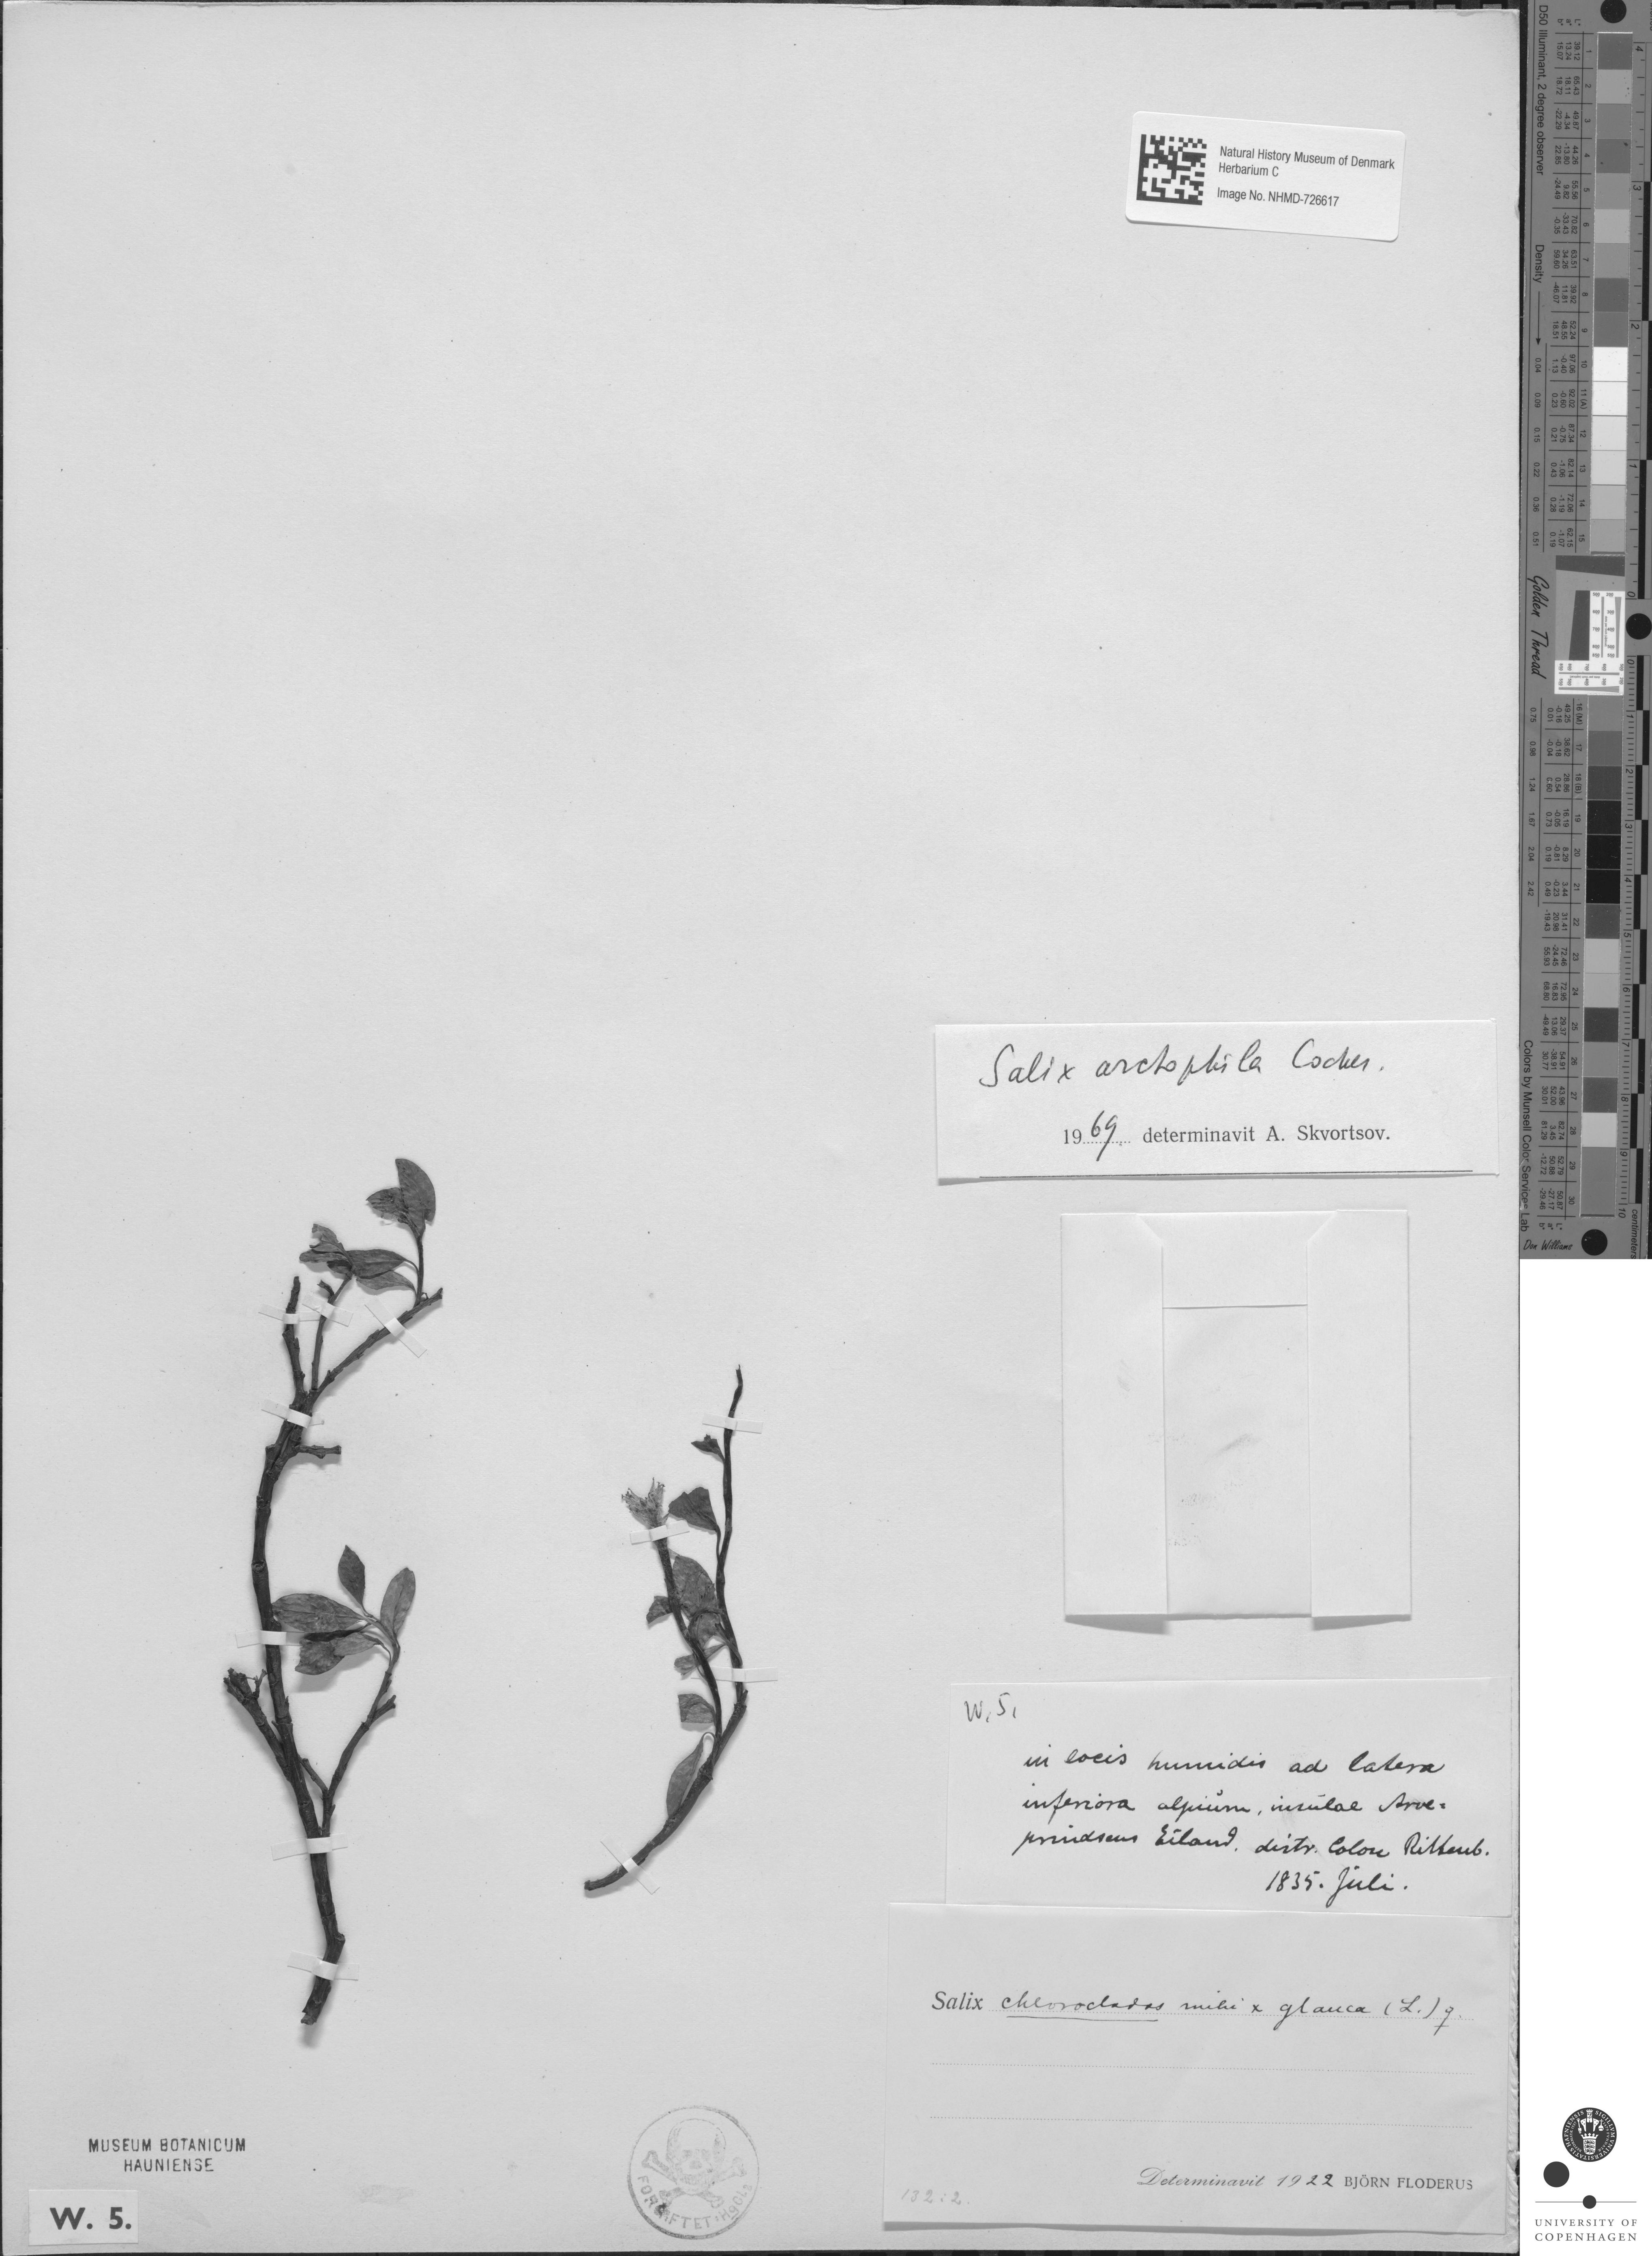 Natural History Museum of Denmark
Herbarium C
Image No. NHMD-726617
Salix arctophila Cocker.
1969 determinavit A. Skvortsov.
W. 5.
in locis humidis ad latera
inferiora alpium, insulae Arve=
prindsens Eiland. distr. Colon Rittenb.
1835. Juli.
Salix chloroclados mihi x glauca (L.) ♀.
Determinavit 1922 BJÖRN FLODERUS
132:2.
MUSEUM BOTANICUM
HAUNIENSE
W. 5.
FORGIFTET: HGCL2
D50 Illuminant, 2 degree observer
Density
Golden Thread
Colors by Munsell Color Services Lab
centimeters
Don Williams
UNIVERSITY OF
COPENHAGEN